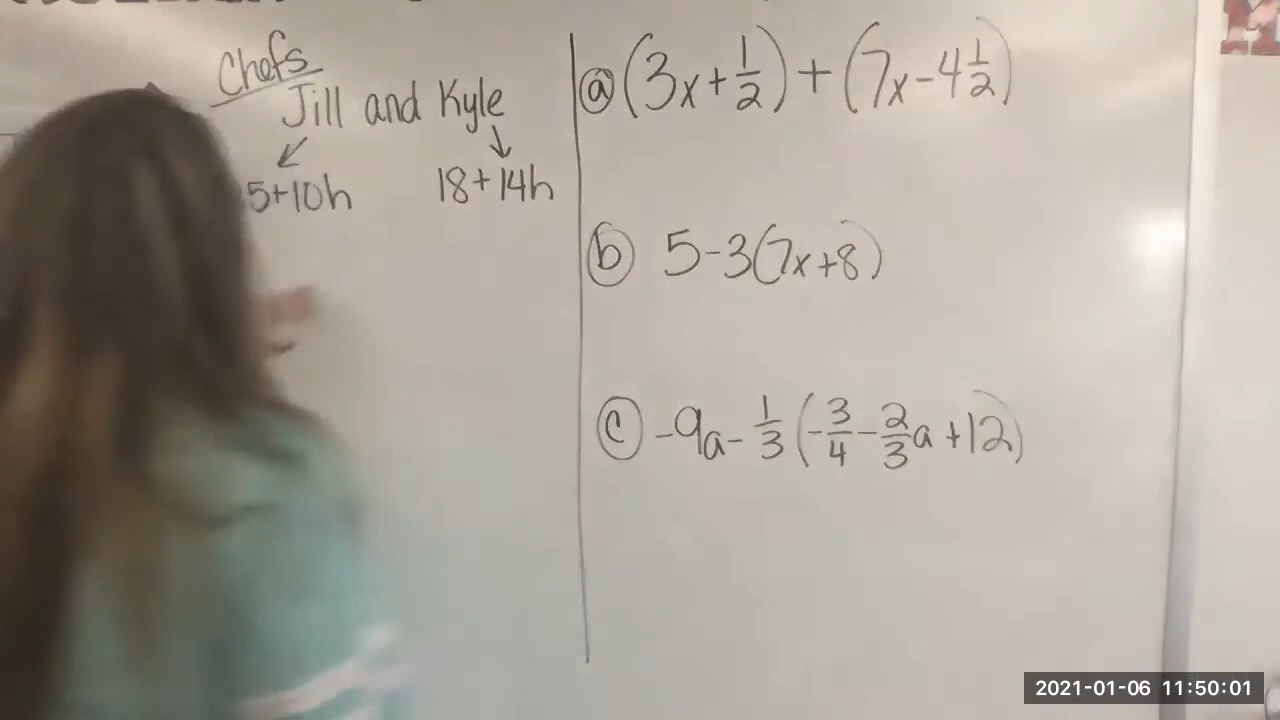 Chefs
Jill and Kyle
5+10h 18+14h
ⓐ (3x+1/2)+(7x-4 1/2)
ⓑ 5-3(7x+8)
ⓒ -9a-1/3(-3/4-2/3a+12)
2021-01-06 11:50:01